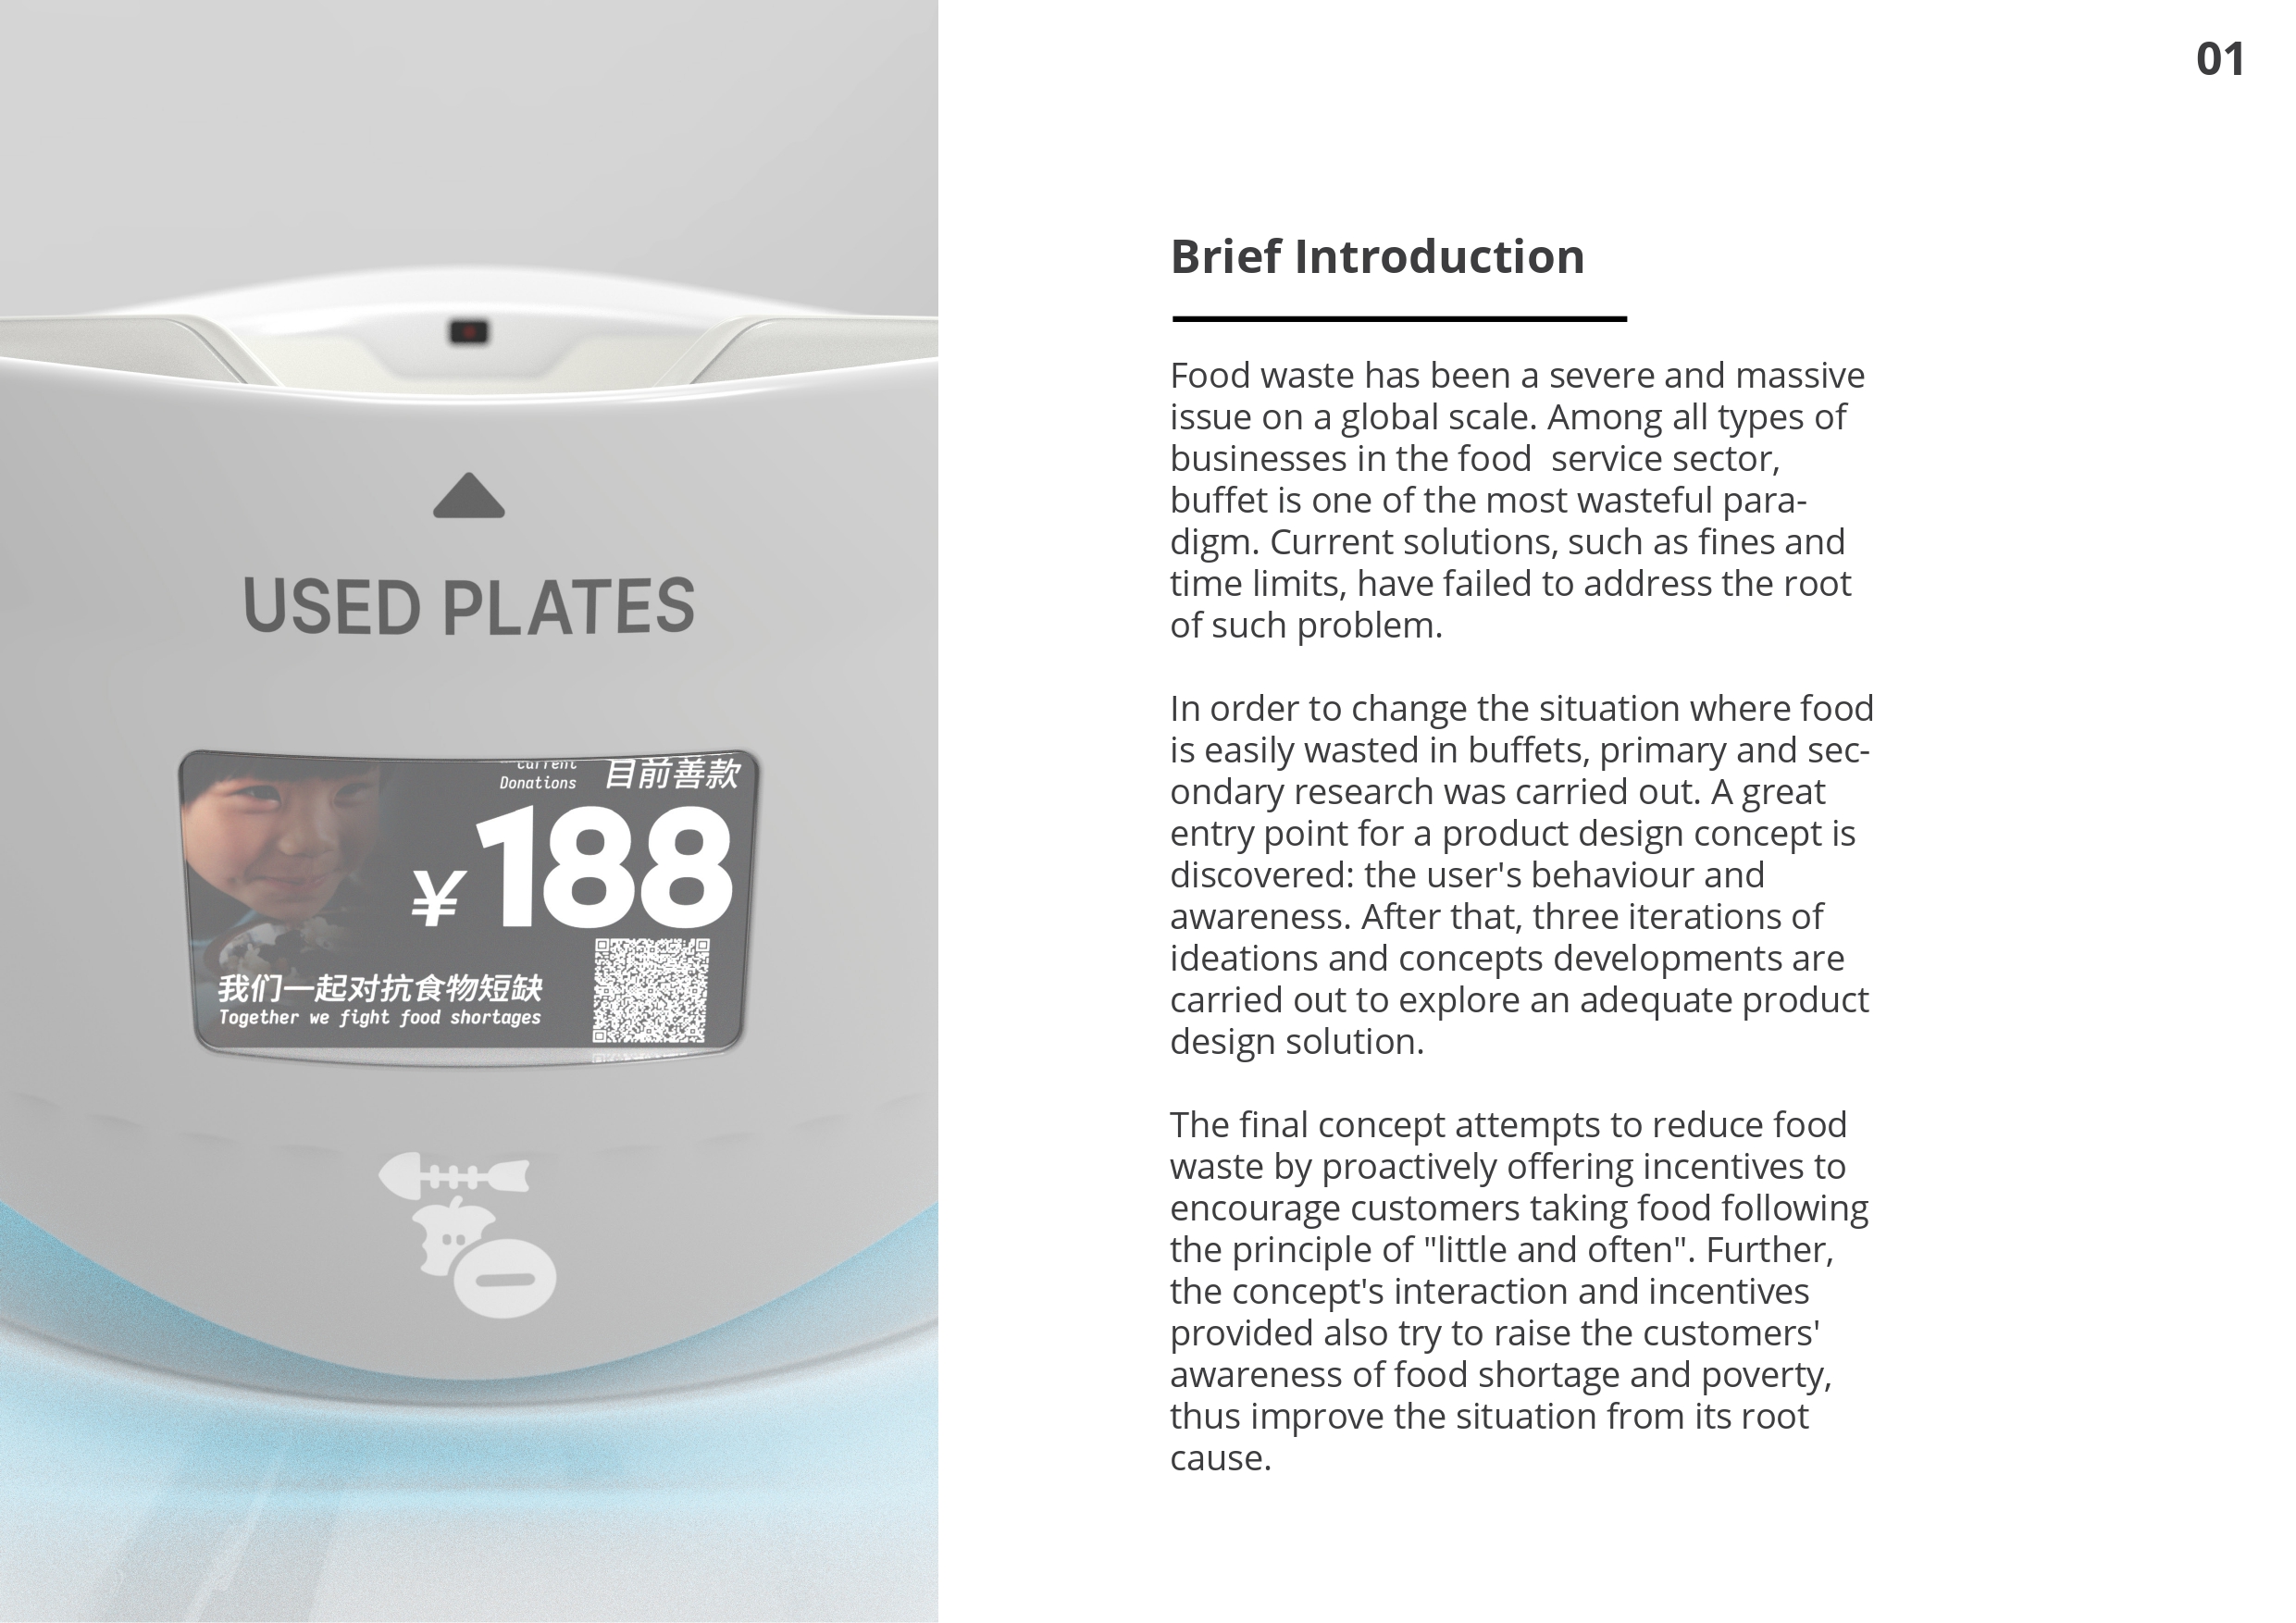 01
USED PLATES
Current
Donations
目前善款
¥188
我们一起对抗食物短缺
Together we fight food shortages
Brief Introduction
Food waste has been a severe and massive
issue on a global scale. Among all types of
businesses in the food  service sector,
buffet is one of the most wasteful para-
digm. Current solutions, such as fines and
time limits, have failed to address the root
of such problem.
In order to change the situation where food
is easily wasted in buffets, primary and sec-
ondary research was carried out. A great
entry point for a product design concept is
discovered: the user's behaviour and
awareness. After that, three iterations of
ideations and concepts developments are
carried out to explore an adequate product
design solution.
The final concept attempts to reduce food
waste by proactively offering incentives to
encourage customers taking food following
the principle of "little and often". Further,
the concept's interaction and incentives
provided also try to raise the customers'
awareness of food shortage and poverty,
thus improve the situation from its root
cause.